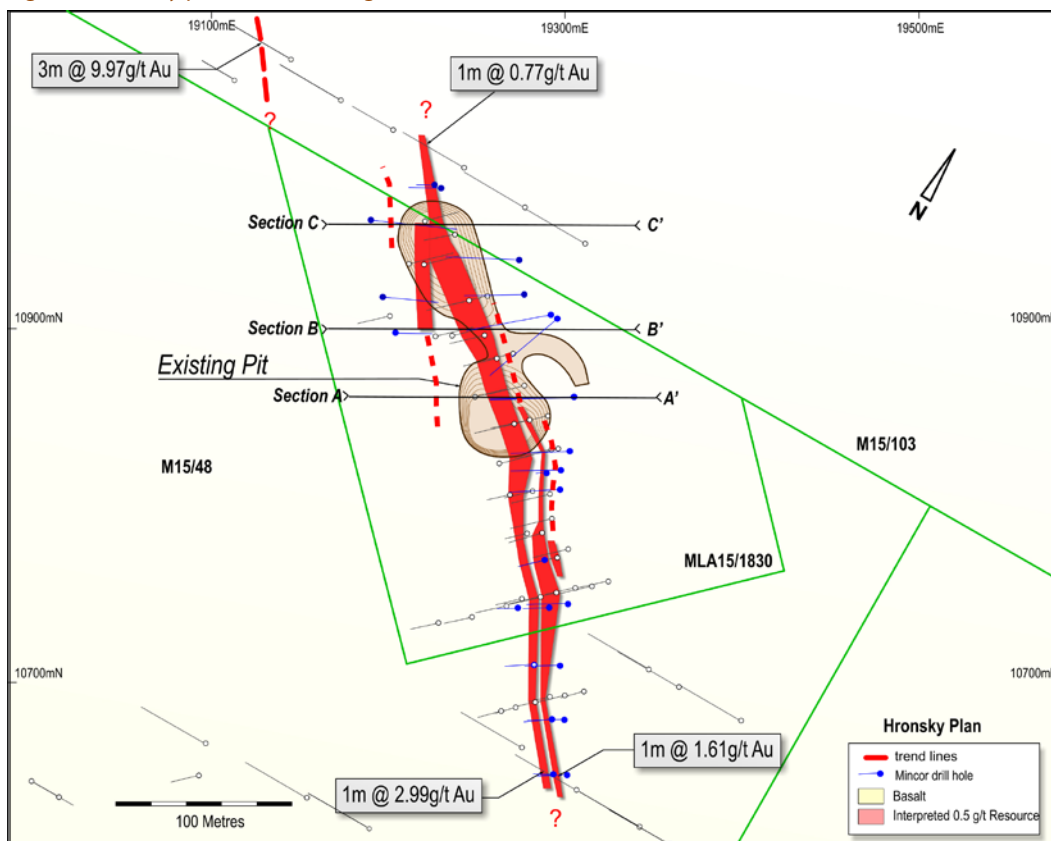 19100mE
19300mE
19500mE
3m @ 9.97g/t Au
1m @ 0.77g/t Au
?
?
N
Section C
C'
10900mN
10900mN
Section B
B'
Existing Pit
Section A
A'
M15/48
M15/103
MLA15/1830
10700mN
10700mN
Hronsky Plan
trend lines
Mincor drill hole
Basalt
Interpreted 0.5 g/t Resource
1m @ 1.61g/t Au
1m @ 2.99g/t Au
?
100 Metres